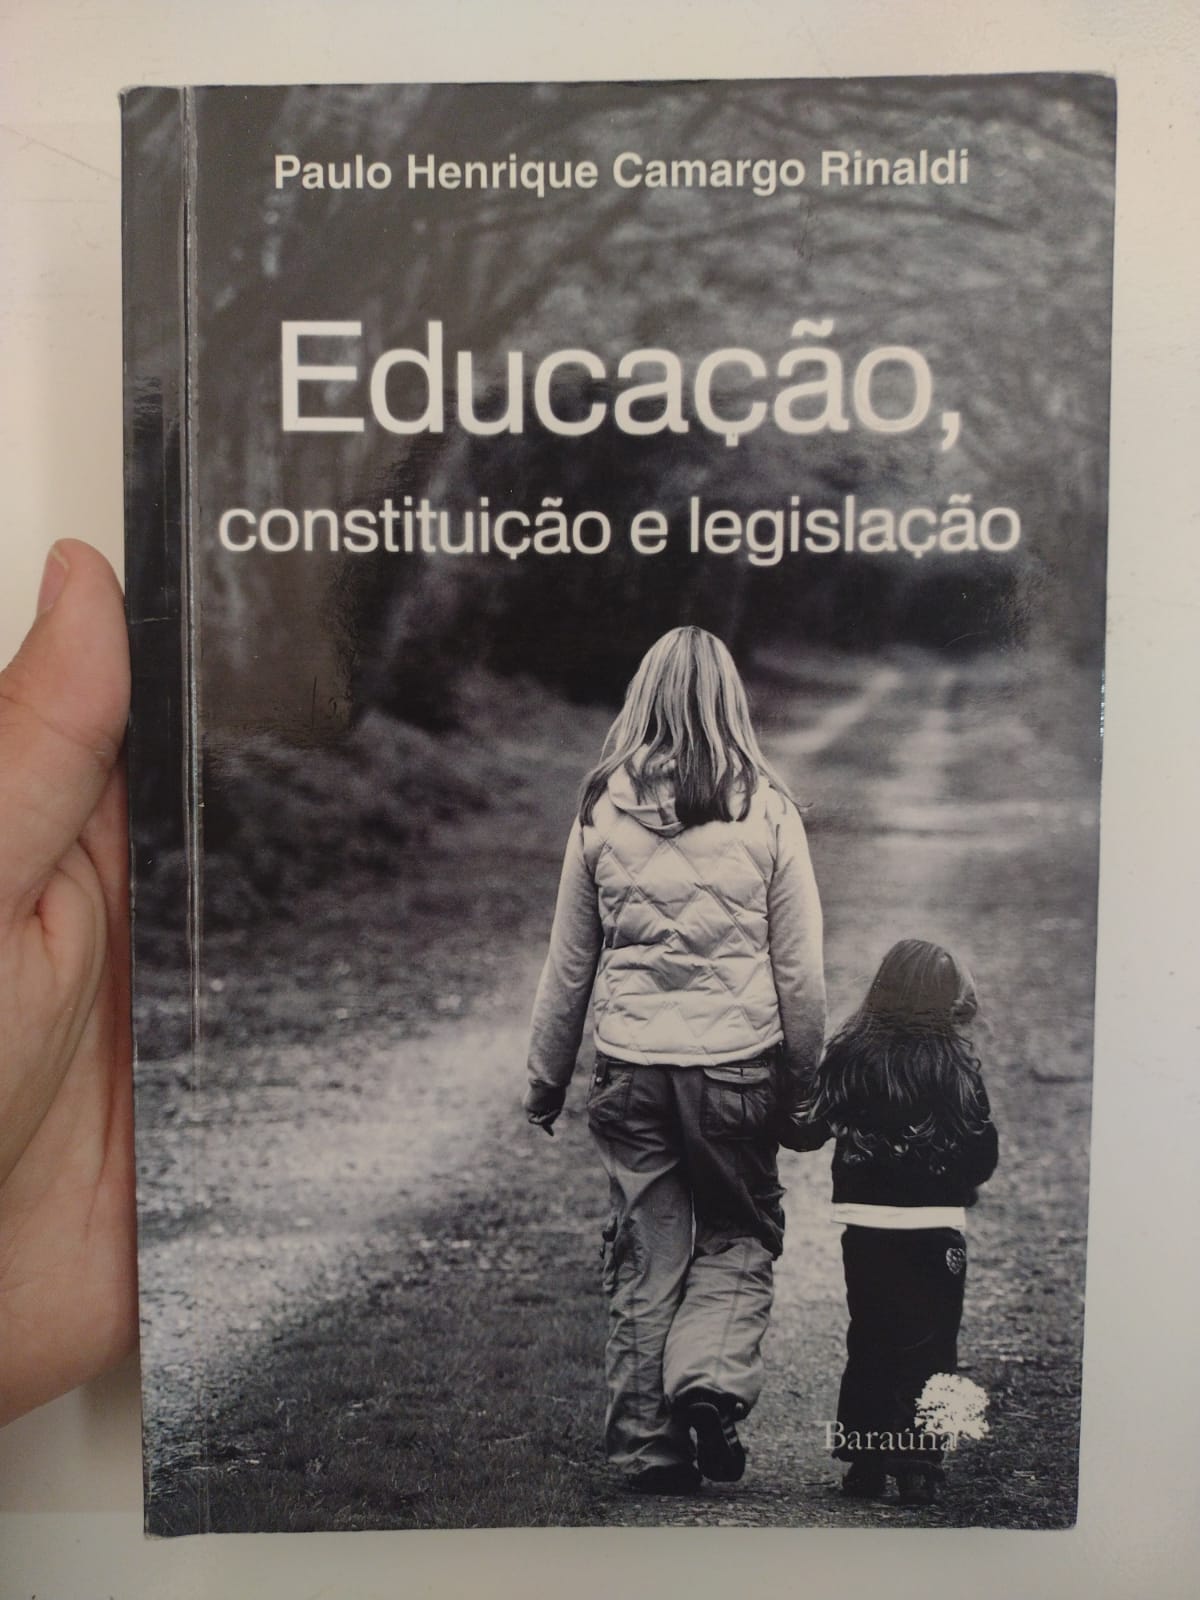 Paulo Henrique Camargo Rinaldi
Educação,
constituição e legislação
Baraúna